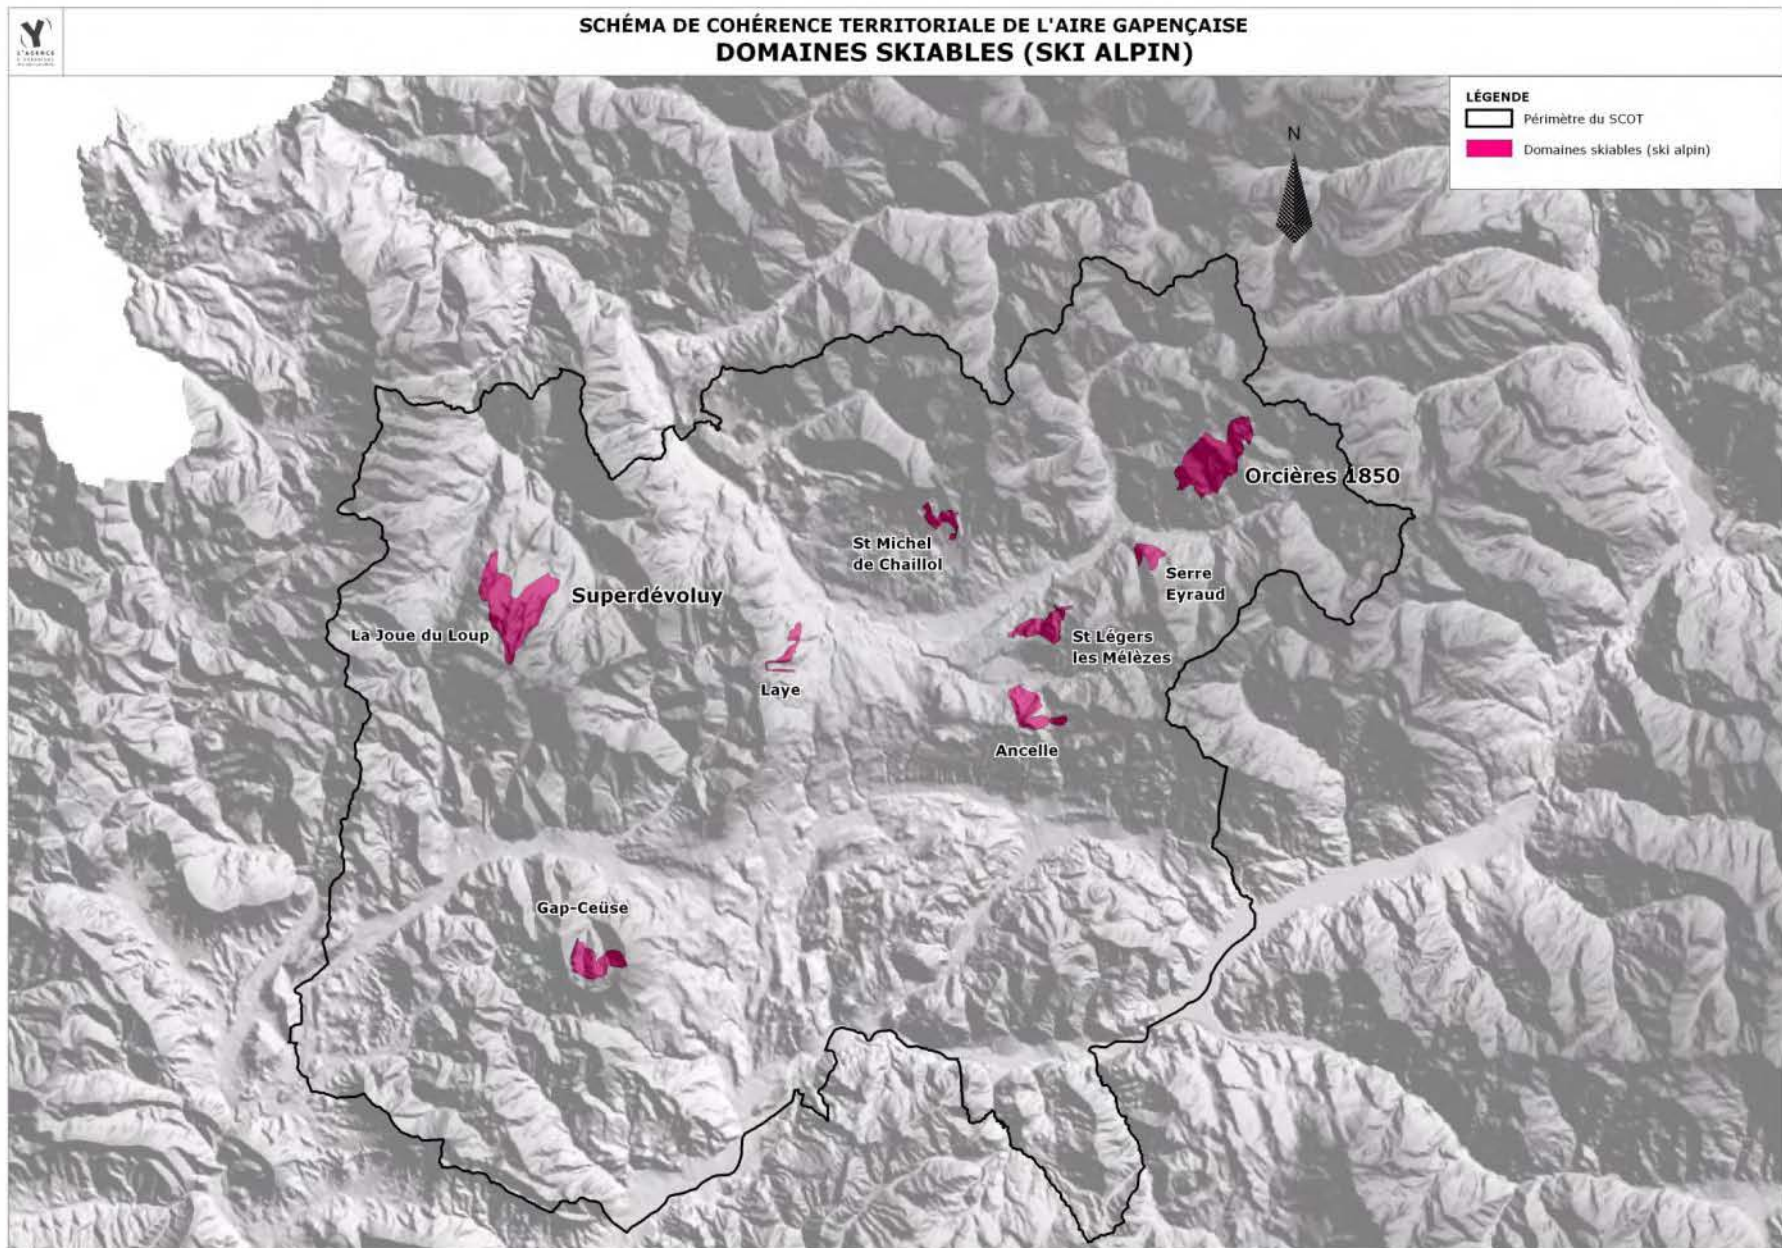 L'AGENCE
SCHÉMA DE COHÉRENCE TERRITORIALE DE L'AIRE GAPENÇAISE
DOMAINES SKIABLES (SKI ALPIN)
LÉGENDE
Périmètre du SCOT
Domaines skiables (ski alpin)
N
Orcières 1850
St Michel
de Chaillol
Serre
Eyraud
Superdévoluy
La Joue du Loup
St Légers
les Mélèzes
Laye
Ancelle
Gap-Ceüse